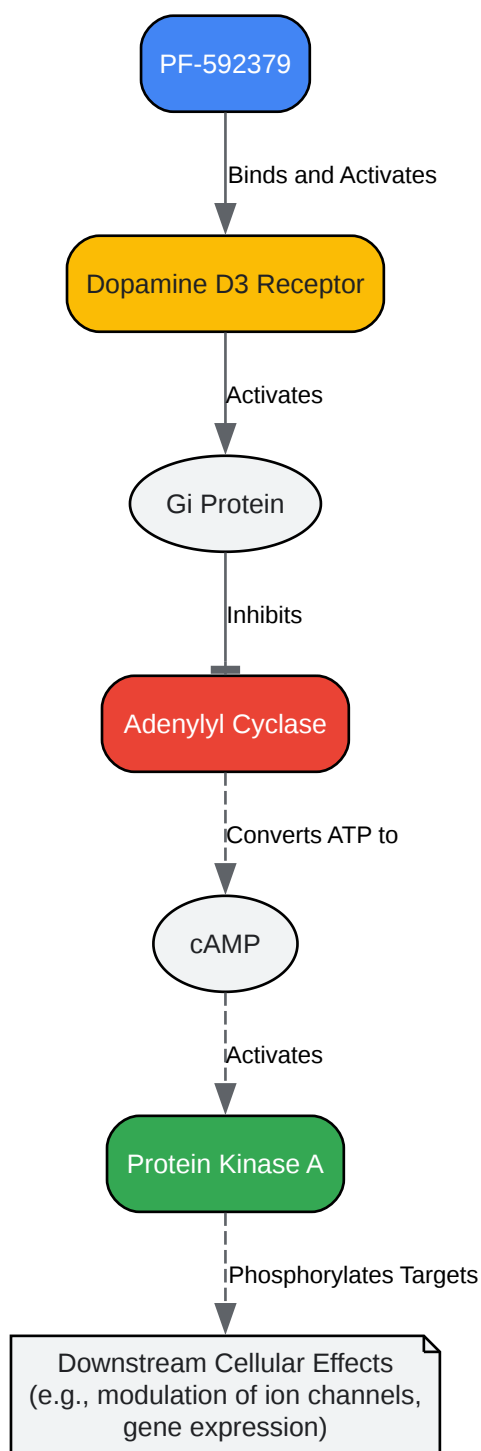 PF-592379
Binds and Activates
Dopamine D3 Receptor
Activates
Gi Protein
Inhibits
Adenylyl Cyclase
Converts ATP to
cAMP
Activates
Protein Kinase A
Phosphorylates Targets
Downstream Cellular Effects
(e.g., modulation of ion channels,
gene expression)